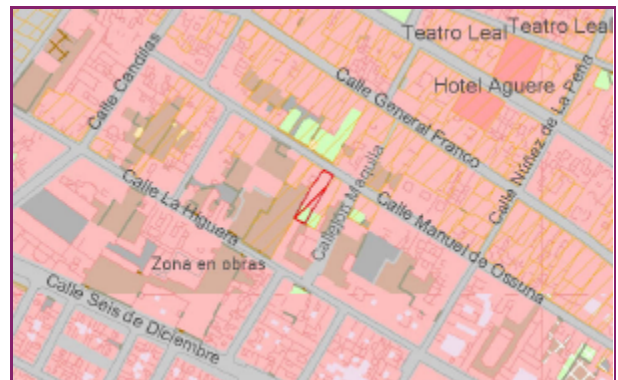 Teatro Leal
Teatro Leal
Hotel Aguere
Calle Candilas
Calle General Franco
Calle Núñez de La Peña
Callejón Maquila
Calle La Higuera
Calle Manuel de Ossuna
Zona en obras
Calle Seis de Diciembre